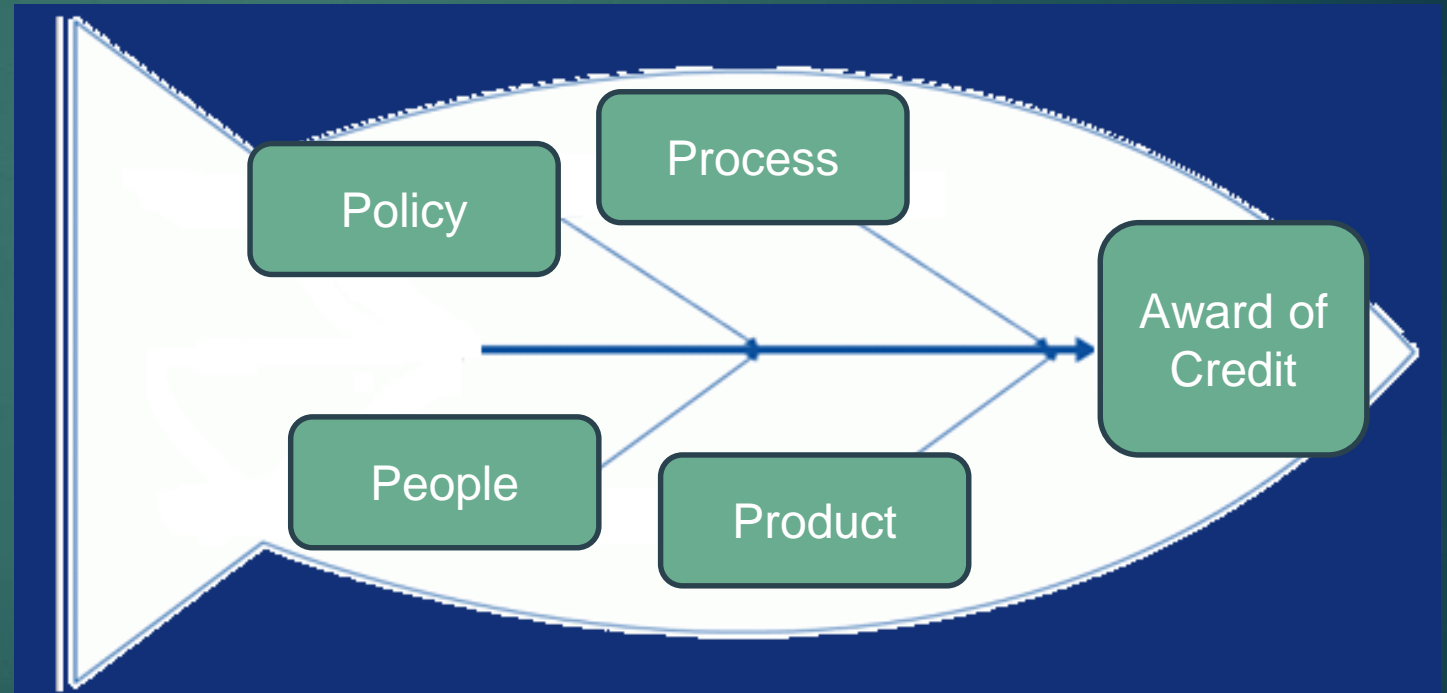 Policy
Process
Award of
Credit
People
Product